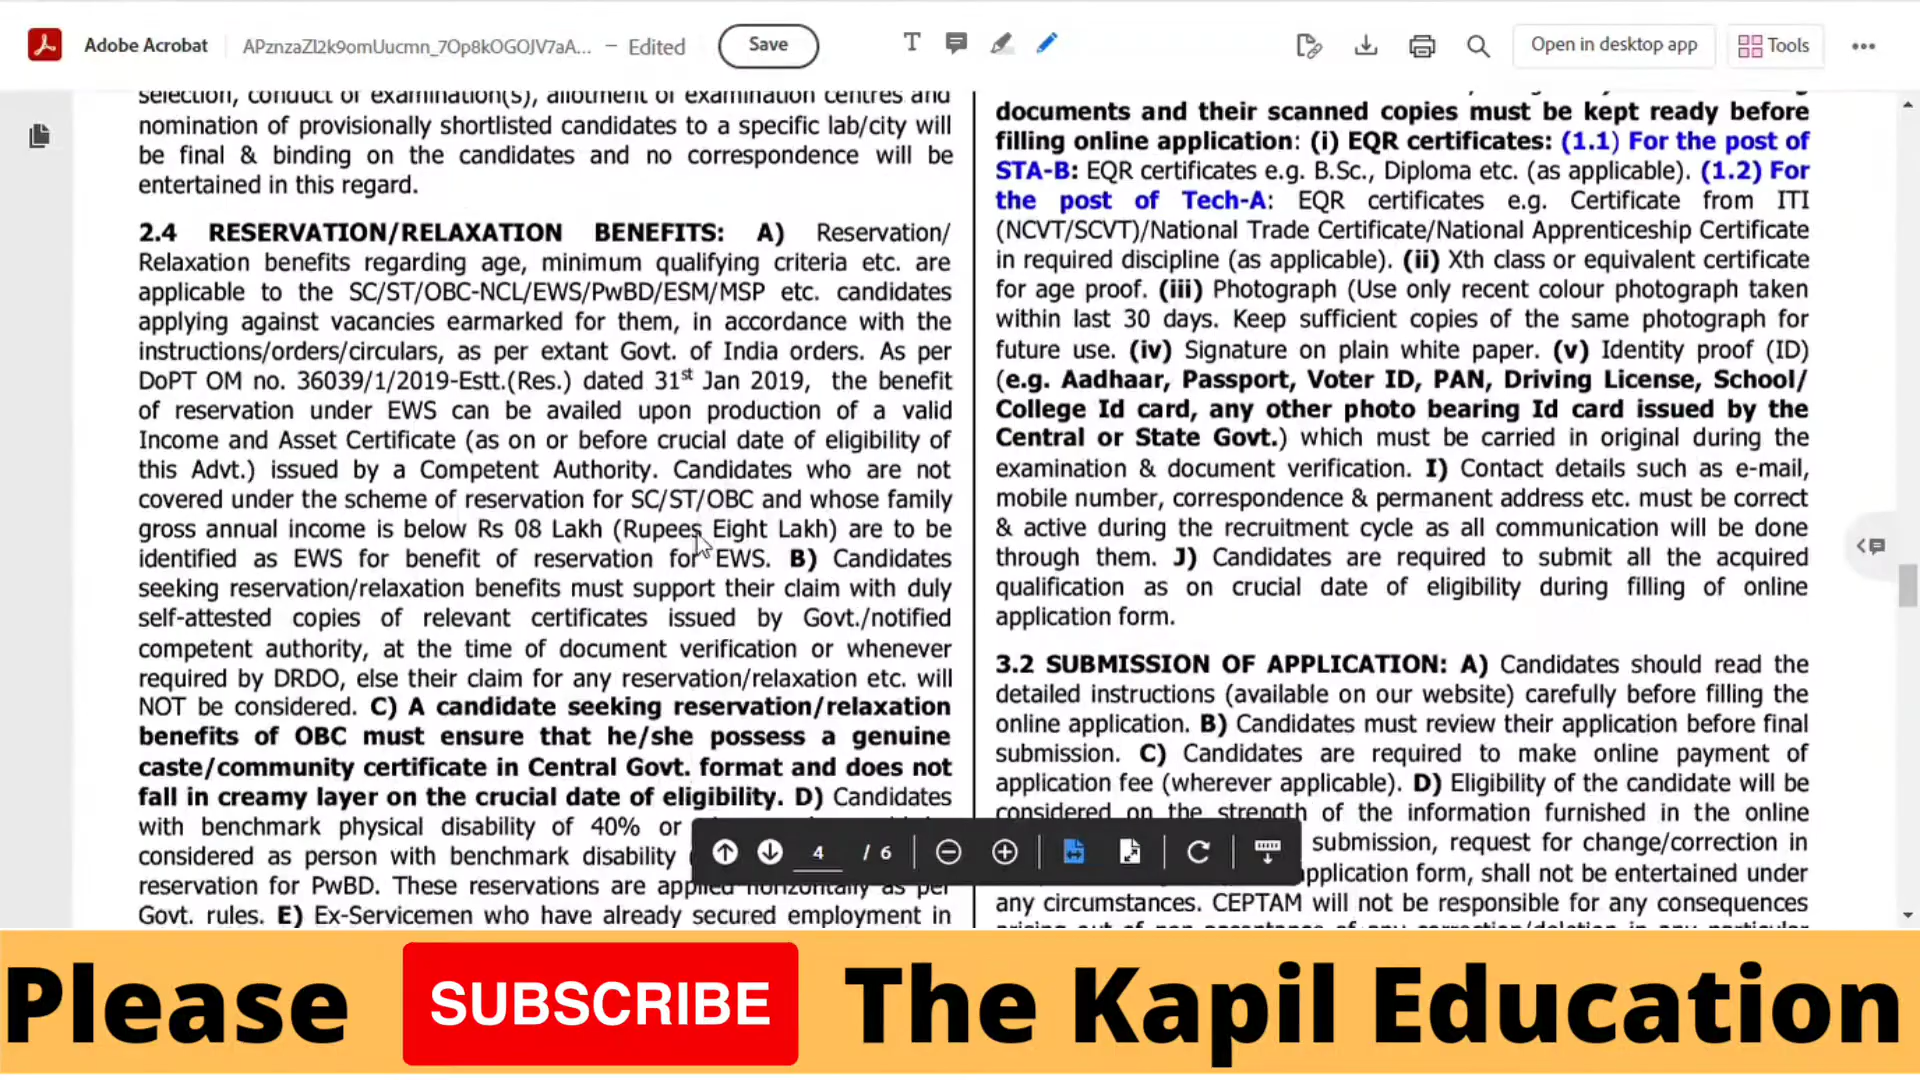 Adobe Acrobat
APznzaZl2k9omUucmn_7Op8kOGOJV7aA... – Edited
Save
Open in desktop app
Tools
selection, conduct of examination(s), allotment of examination centres and
nomination of provisionally shortlisted candidates to a specific lab/city will
be final & binding on the candidates and no correspondence will be
entertained in this regard.
2.4 RESERVATION/RELAXATION BENEFITS: A) Reservation/
Relaxation benefits regarding age, minimum qualifying criteria etc. are
applicable to the SC/ST/OBC-NCL/EWS/PwBD/ESM/MSP etc. candidates
applying against vacancies earmarked for them, in accordance with the
instructions/orders/circulars, as per extant Govt. of India orders. As per
DoPT OM no. 36039/1/2019-Estt.(Res.) dated 31st Jan 2019, the benefit
of reservation under EWS can be availed upon production of a valid
Income and Asset Certificate (as on or before crucial date of eligibility of
this Advt.) issued by a Competent Authority. Candidates who are not
covered under the scheme of reservation for SC/ST/OBC and whose family
gross annual income is below Rs 08 Lakh (Rupees Eight Lakh) are to be
identified as EWS for benefit of reservation for EWS. B) Candidates
seeking reservation/relaxation benefits must support their claim with duly
self-attested copies of relevant certificates issued by Govt./notified
competent authority, at the time of document verification or whenever
required by DRDO, else their claim for any reservation/relaxation etc. will
NOT be considered. C) A candidate seeking reservation/relaxation
benefits of OBC must ensure that he/she possess a genuine
caste/community certificate in Central Govt. format and does not
fall in creamy layer on the crucial date of eligibility. D) Candidates
with benchmark physical disability of 40% or
considered as person with benchmark disability
reservation for PwBD. These reservations are applied horizontally as per
Govt. rules. E) Ex-Servicemen who have already secured employment in
documents and their scanned copies must be kept ready before
filling online application: (i) EQR certificates: (1.1) For the post of
STA-B: EQR certificates e.g. B.Sc., Diploma etc. (as applicable). (1.2) For
the post of Tech-A: EQR certificates e.g. Certificate from ITI
(NCVT/SCVT)/National Trade Certificate/National Apprenticeship Certificate
in required discipline (as applicable). (ii) Xth class or equivalent certificate
for age proof. (iii) Photograph (Use only recent colour photograph taken
within last 30 days. Keep sufficient copies of the same photograph for
future use. (iv) Signature on plain white paper. (v) Identity proof (ID)
(e.g. Aadhaar, Passport, Voter ID, PAN, Driving License, School/
College Id card, any other photo bearing Id card issued by the
Central or State Govt.) which must be carried in original during the
examination & document verification. I) Contact details such as e-mail,
mobile number, correspondence & permanent address etc. must be correct
& active during the recruitment cycle as all communication will be done
through them. J) Candidates are required to submit all the acquired
qualification as on crucial date of eligibility during filling of online
application form.
3.2 SUBMISSION OF APPLICATION: A) Candidates should read the
detailed instructions (available on our website) carefully before filling the
online application. B) Candidates must review their application before final
submission. C) Candidates are required to make online payment of
application fee (wherever applicable). D) Eligibility of the candidate will be
considered on the strength of the information furnished in the online
submission, request for change/correction in
application form, shall not be entertained under
any circumstances. CEPTAM will not be responsible for any consequences
4 / 6
Please SUBSCRIBE The Kapil Education